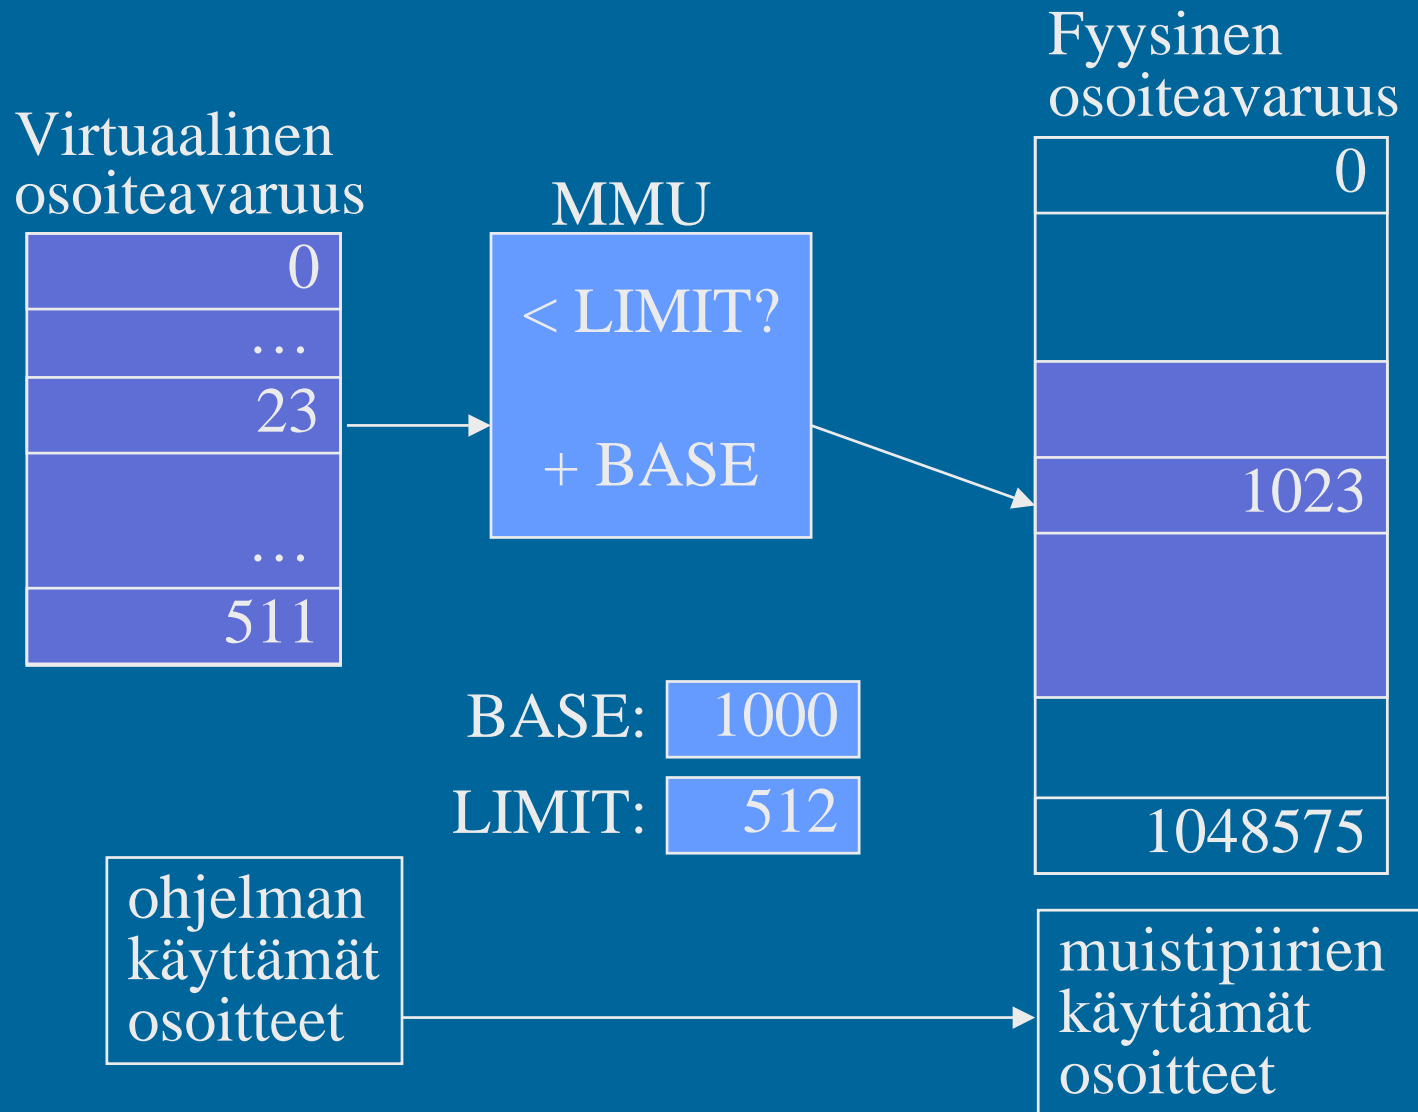 Virtuaalinen
osoiteavaruus
0
…
23
…
511
MMU
< LIMIT?
+ BASE
BASE: 1000
LIMIT: 512
Fyysinen
osoiteavaruus
0
1023
1048575
ohjelman
käyttämät
osoitteet
muistipiirien
käyttämät
osoitteet